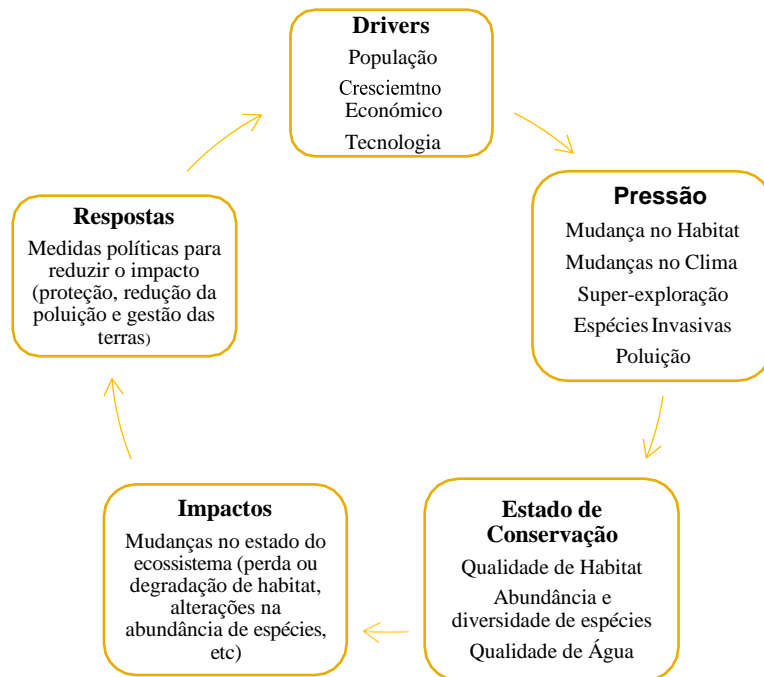 Drivers
População
Cresciemtno
Económico
Tecnologia
Pressão
Mudança no Habitat
Mudanças no Clima
Super-exploração
Espécies Invasivas
Poluição
Estado de
Conservação
Qualidade de Habitat
Abundância e
diversidade de espécies
Qualidade de Água
Impactos
Mudanças no estado do
ecossistema (perda ou
degradação de habitat,
alterações na
abundância de espécies,
etc)
Respostas
Medidas políticas para
reduzir o impacto
(proteção, redução da
poluição e gestão das
terras)